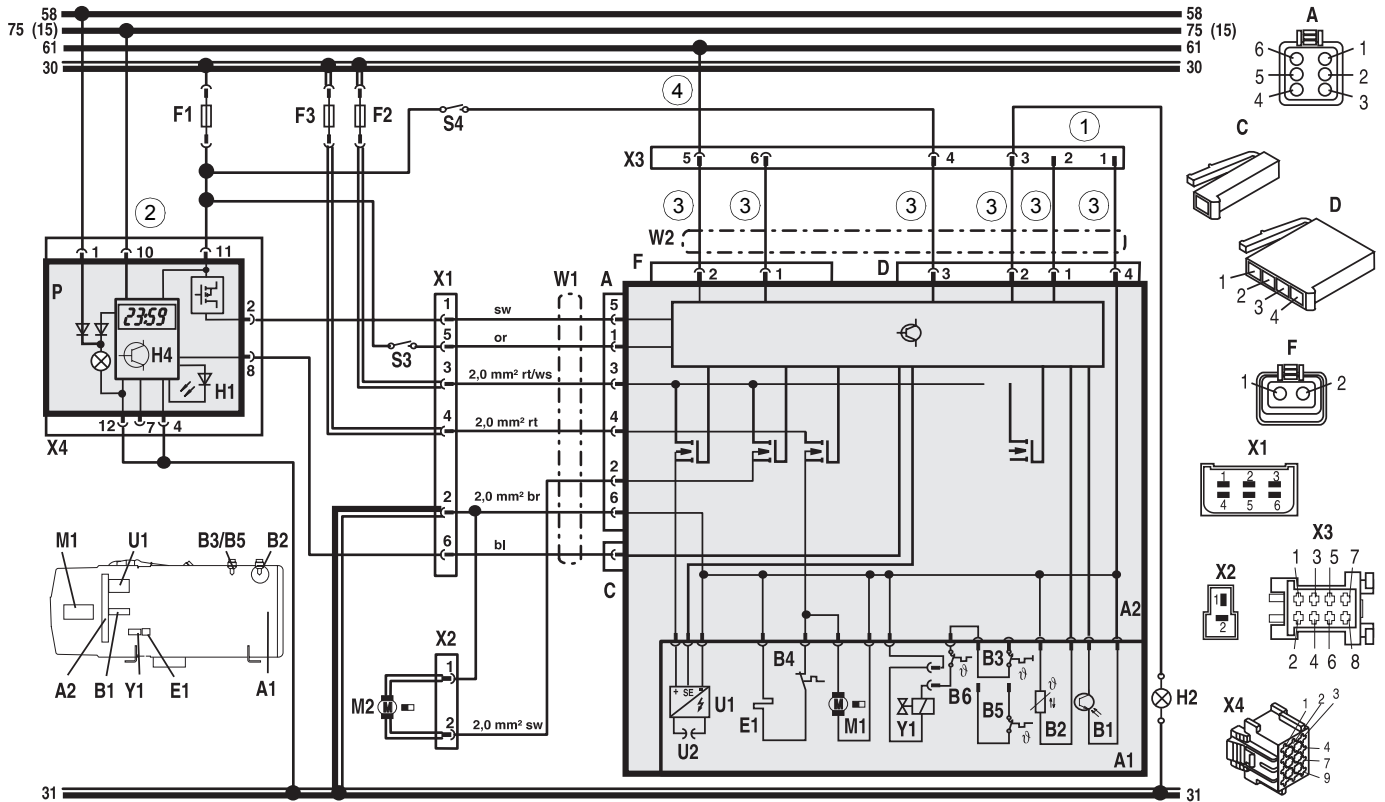 58 58
75 (15) 75 (15)
61 61
30 30
A
6 1
5 2
4 3
F1 F3 F2 S4 4 1
X3 5 6 4 3 2 1
C
2 3 3 3 3 3 3
W2
D
1 10 11
F 2 1 D 3 2 1 4
1
2
3
4
P
23:59
H4
H1
2
8
12 7 4
X4
X1 W1 A
1 sw 5
5 or 1
S3
3 2,0 mm² rt/ws 3
4 2,0 mm² rt 4
2
2 2,0 mm² br 6
6 bl
C
F
1 2
X1
1 2 3
4 5 6
M1 U1 B3/B5 B2
A2 B1 Y1 E1 A1
X2
1
M2 M
2 2,0 mm² sw
A2
+ SE -
U1
U2
B4
E1
M
M1
Y1
B6
ϑ
B3
ϑ
B5
ϑ
ϑ
B2
B1
A1
H2
X2
1
2
X3
1 3 5 7
2 4 6 8
X4
1 2 3
4
7
9
31 31